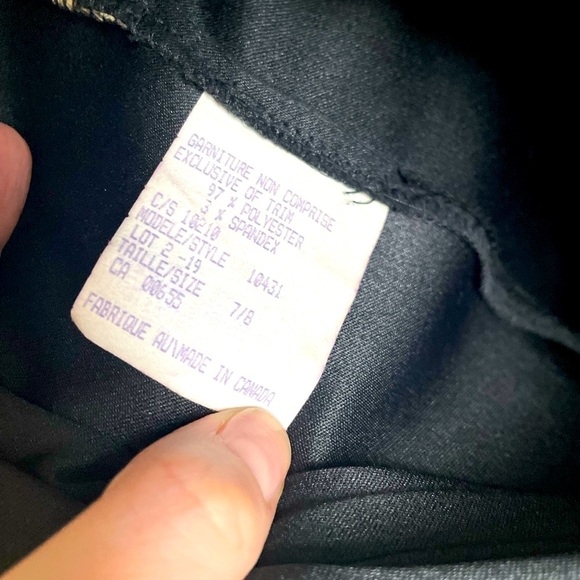 GARNITURE NON COMPRISE
EXCLUSIVE OF TRIM
97 % POLYESTER
3 % SPANDEX
C/S 10210
MODELE/STYLE 10431
LOT 2 -19
TAILLE/SIZE 7/8
CA 00655
FABRIQUE AU\MADE IN CANADA